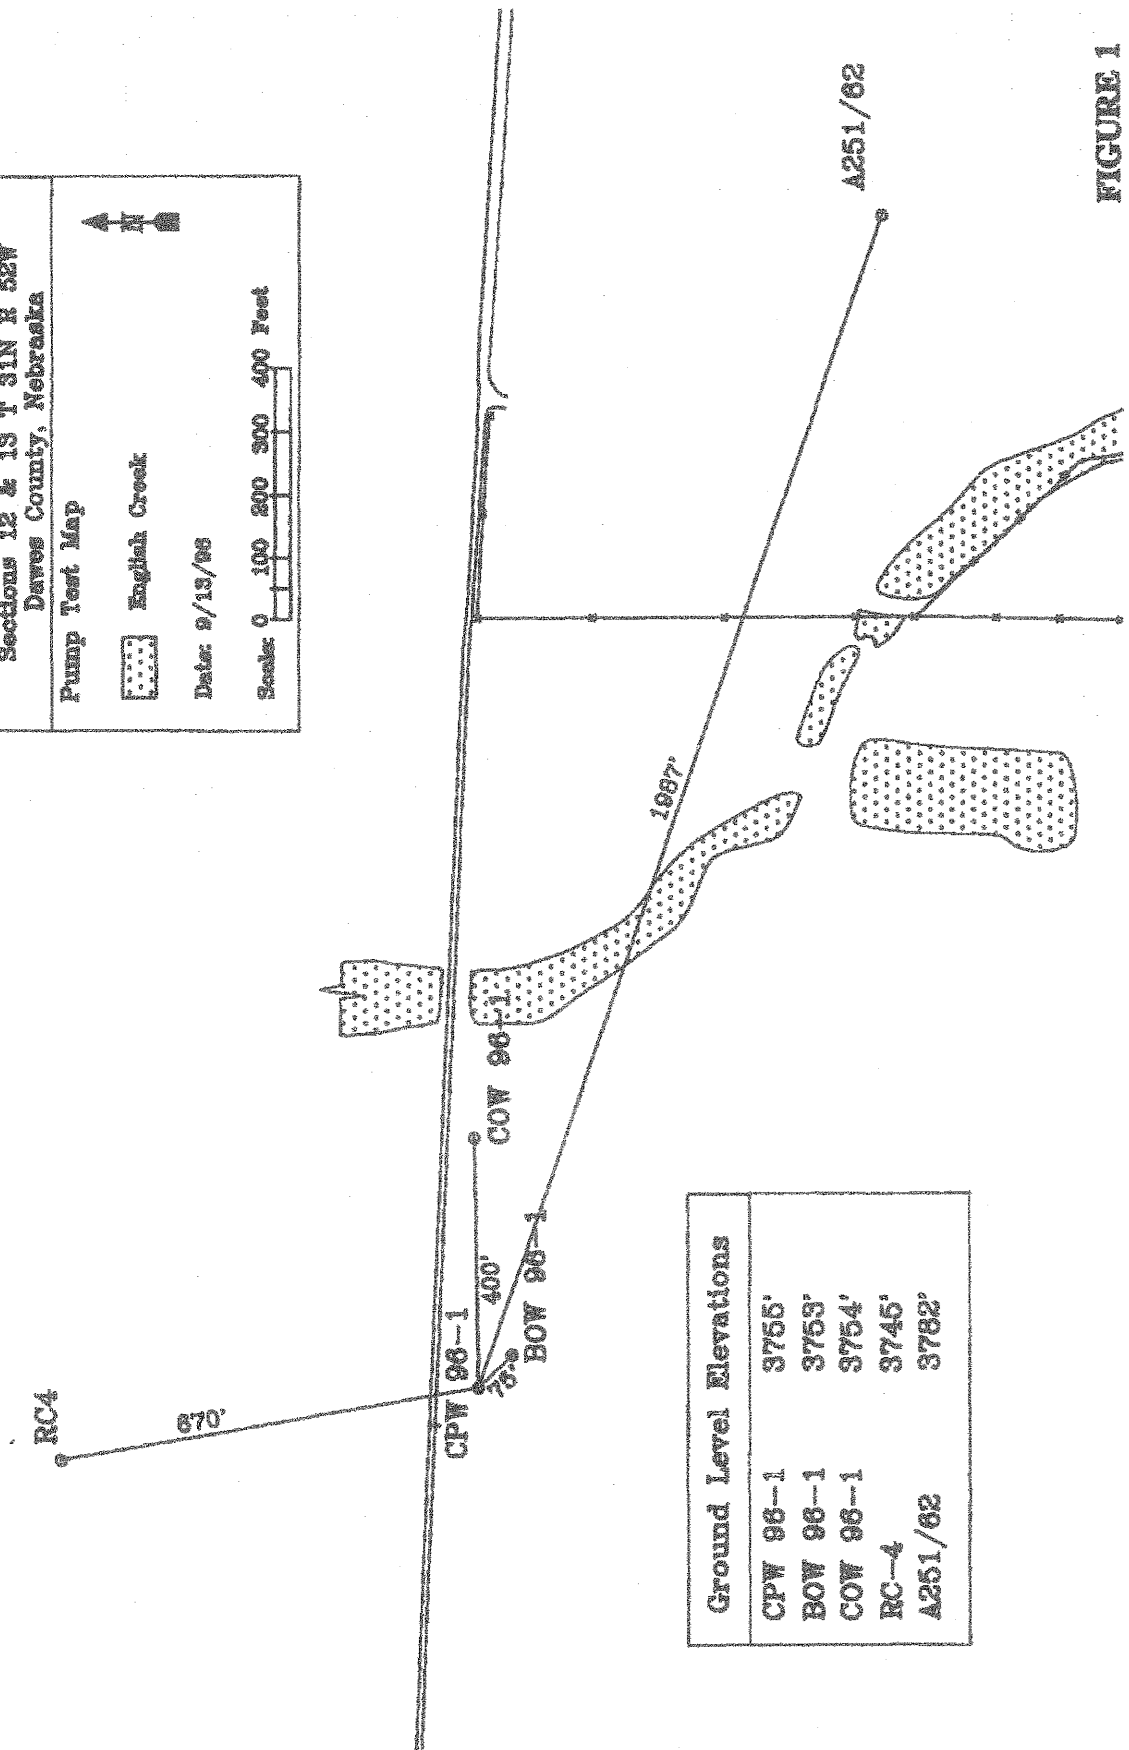 Sections 12 & 13 T 31N R 52W
Dawes County, Nebraska
Pump Test Map
N
English Creek
Date: 9/13/96
Scale: 0 100 200 300 400 Feet
RC4
670'
CPW 96-1
400'
75'
BOW 96-1
COW 96-1
1967'
A251/62
Ground Level Elevations
CPW 96-1 3755'
BOW 96-1 3753'
COW 96-1 3754'
RC-4 3745'
A251/62 3782'
FIGURE 1